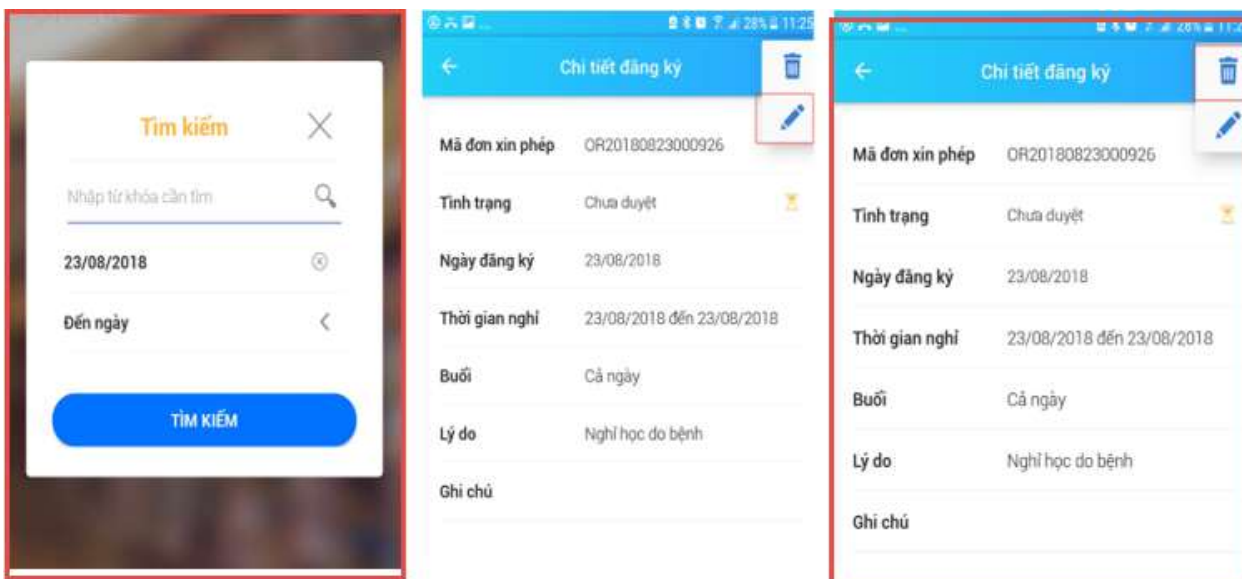 Tìm kiếm
Nhập từ khóa cần tìm
23/08/2018
Đến ngày
TÌM KIẾM
28% 11:25
Chi tiết đăng ký
Mã đơn xin phép OR20180823000926
Tình trạng Chưa duyệt
Ngày đăng ký 23/08/2018
Thời gian nghỉ 23/08/2018 đến 23/08/2018
Buổi Cả ngày
Lý do Nghỉ học do bệnh
Ghi chú
28%
Chi tiết đăng ký
Mã đơn xin phép OR20180823000926
Tình trạng Chưa duyệt
Ngày đăng ký 23/08/2018
Thời gian nghỉ 23/08/2018 đến 23/08/2018
Buổi Cả ngày
Lý do Nghỉ học do bệnh
Ghi chú